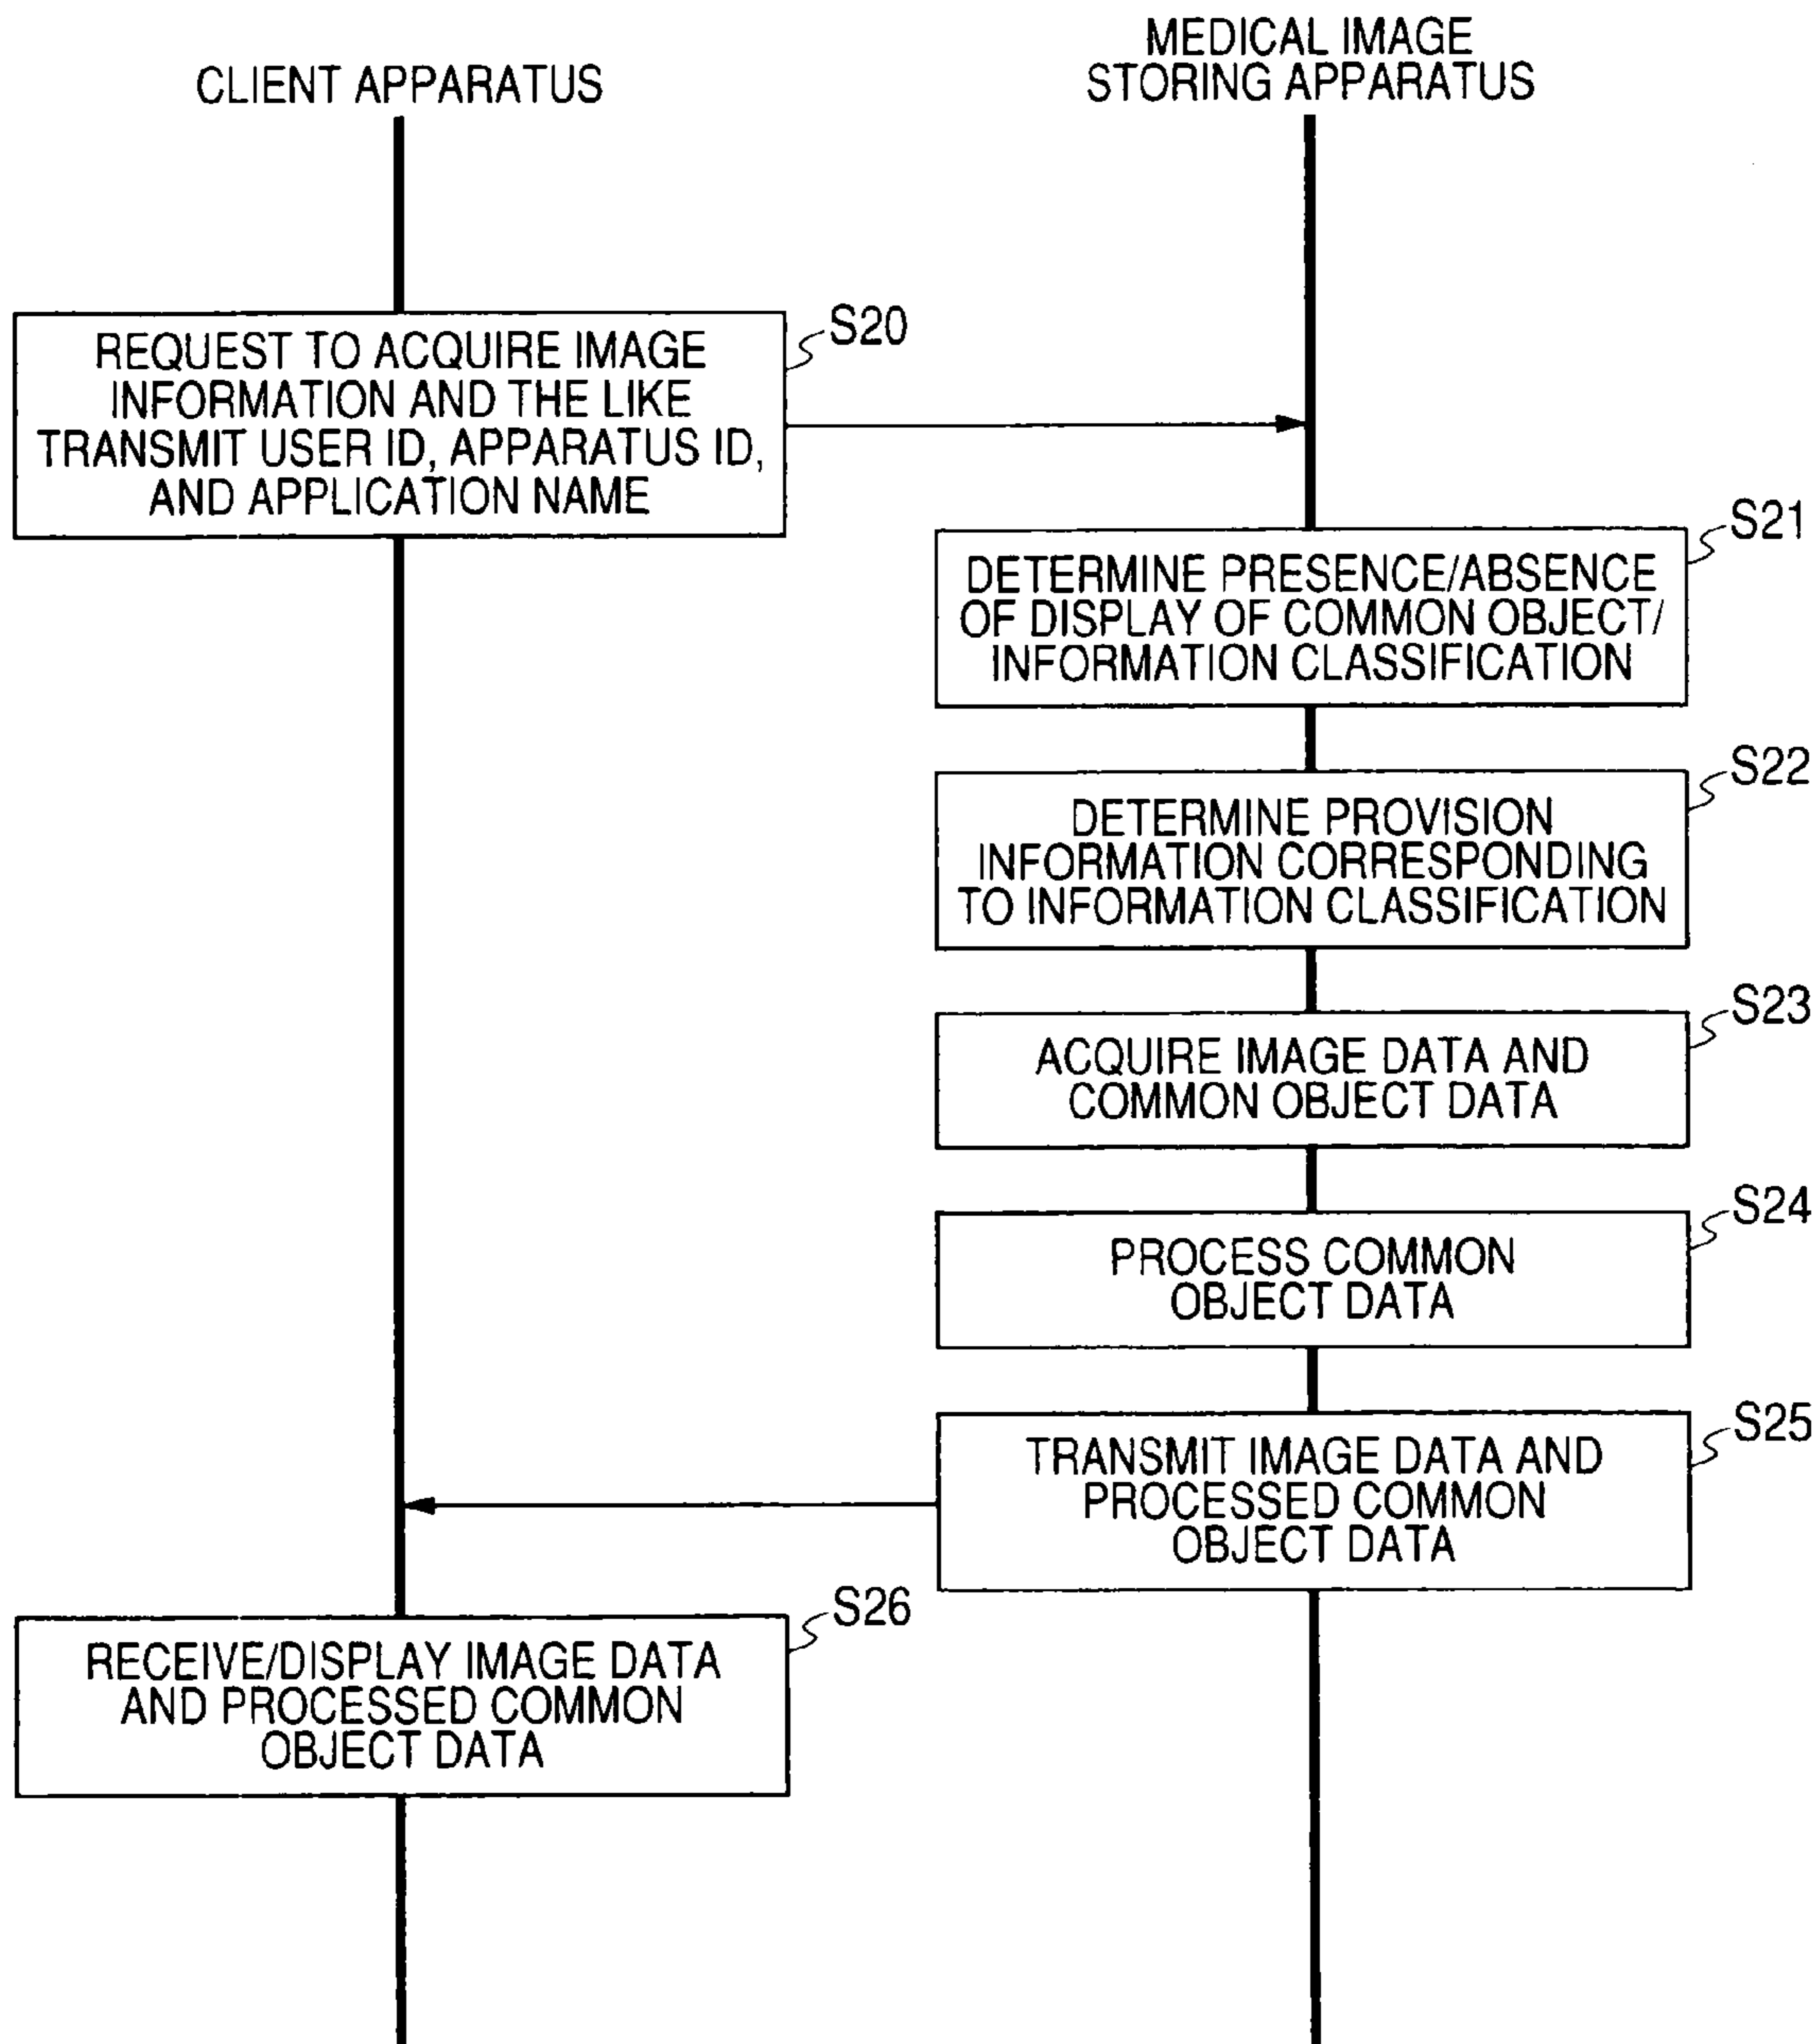 CLIENT APPARATUS
MEDICAL IMAGE
STORING APPARATUS
S20
REQUEST TO ACQUIRE IMAGE
INFORMATION AND THE LIKE
TRANSMIT USER ID, APPARATUS ID,
AND APPLICATION NAME
S21
DETERMINE PRESENCE/ABSENCE
OF DISPLAY OF COMMON OBJECT/
INFORMATION CLASSIFICATION
S22
DETERMINE PROVISION
INFORMATION CORRESPONDING
TO INFORMATION CLASSIFICATION
S23
ACQUIRE IMAGE DATA AND
COMMON OBJECT DATA
S24
PROCESS COMMON
OBJECT DATA
S25
TRANSMIT IMAGE DATA AND
PROCESSED COMMON
OBJECT DATA
S26
RECEIVE/DISPLAY IMAGE DATA
AND PROCESSED COMMON
OBJECT DATA